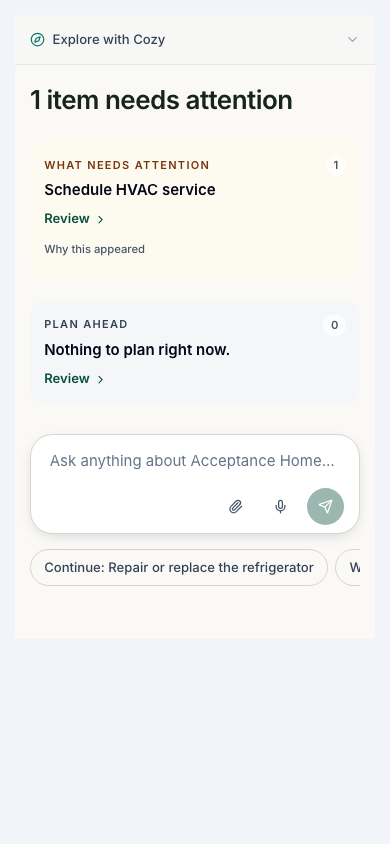 Explore with Cozy
1 item needs attention
WHAT NEEDS ATTENTION
1
Schedule HVAC service
Review
Why this appeared
PLAN AHEAD
0
Nothing to plan right now.
Review
Ask anything about Acceptance Home...
Continue: Repair or replace the refrigerator